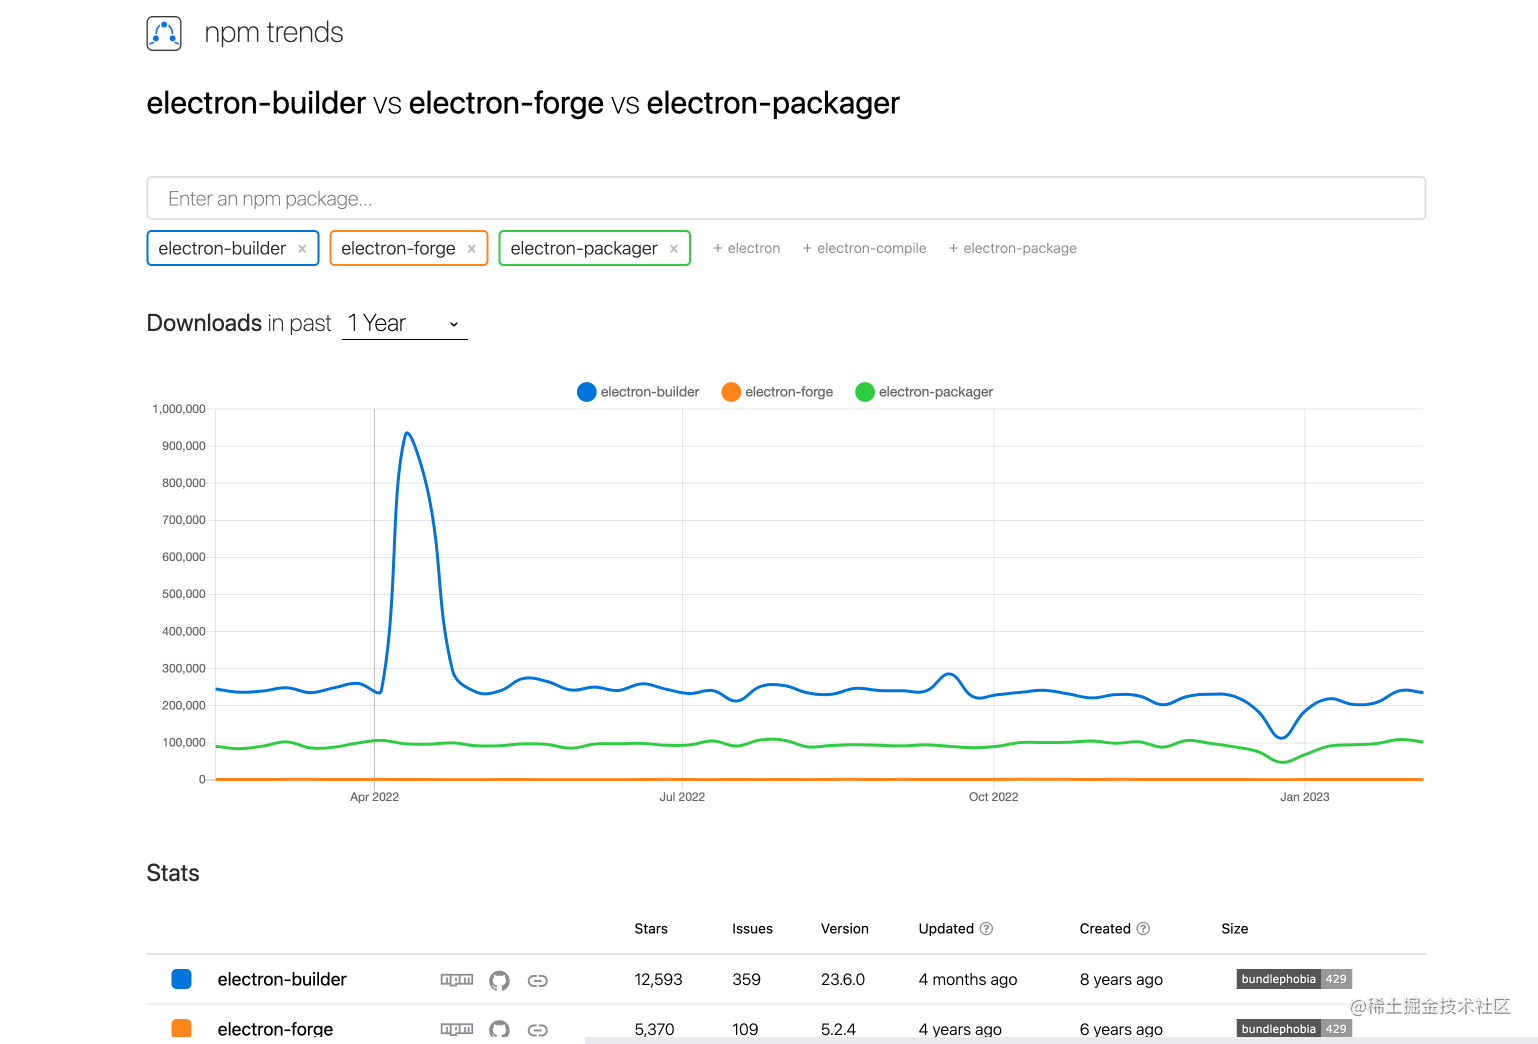 npm trends
electron-builder vs electron-forge vs electron-packager
Enter an npm package...
electron-builder × electron-forge × electron-packager × + electron + electron-compile + electron-package
Downloads in past 1 Year
electron-builder electron-forge electron-packager
1,000,000
900,000
800,000
700,000
600,000
500,000
400,000
300,000
200,000
100,000
0
Apr 2022 Jul 2022 Oct 2022 Jan 2023
Stats
Stars Issues Version Updated ? Created ? Size
electron-builder npm 12,593 359 23.6.0 4 months ago 8 years ago bundlephobia 429
electron-forge npm 5,370 109 5.2.4 4 years ago 6 years ago bundlephobia 429
@稀土掘金技术社区